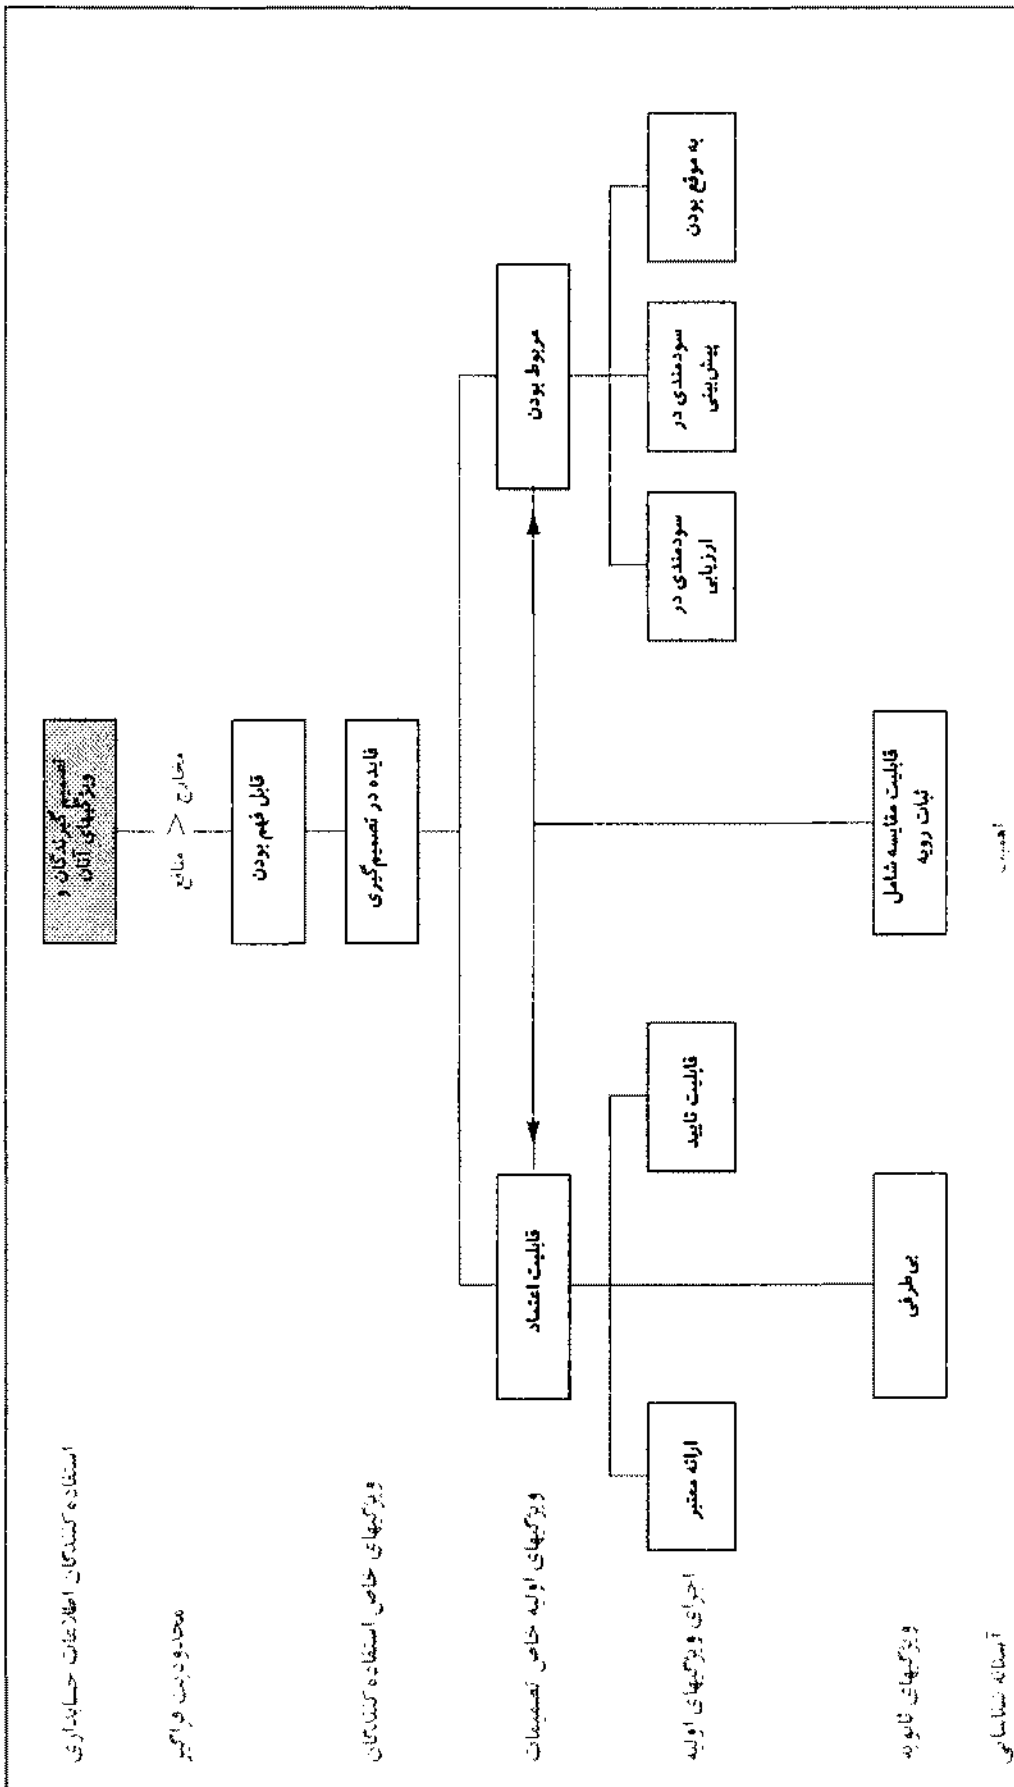 استفاده کنندگان اطلاعات حسابداری
تصمیم گیرندگان و
ویژگیهای آنان
محدودیت فراگیر
مخارج > منافع
قابل فهم بودن
ویژگیهای خاص استفاده کنندگان
فایده در تصمیم‌گیری
ویژگیهای اولیه خاص تصمیمات
مربوط بودن
قابلیت اعتماد
اجزای ویژگیهای اولیه
به موقع بودن
سودمندی در
پیش‌بینی
سودمندی در
ارزیابی
قابلیت تایید
ارائه معتبر
ویژگیهای ثانویه
قابلیت مقایسه شامل
ثبات رویه
بی‌طرفی
آستانه شناسایی
اهمیت